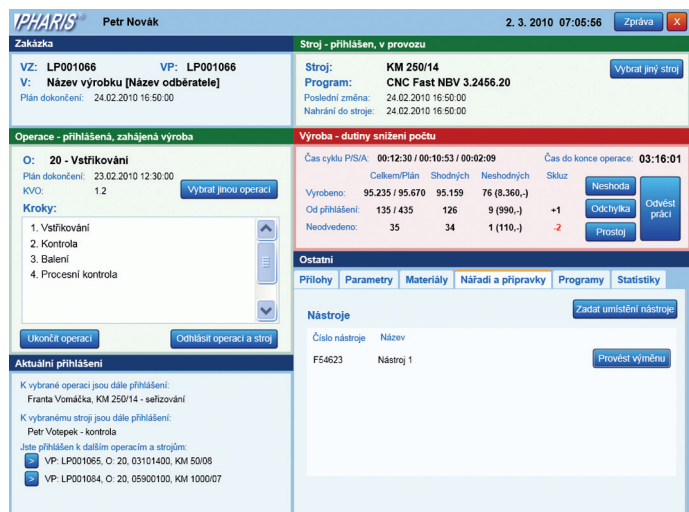 PHARIS Petr Novák 2. 3. 2010 07:05:56 Zpráva X
Zakázka
VZ: LP001066 VP: LP001066
V: Název výrobku [Název odběratele]
Plán dokončení: 24.02.2010 16:50:00
Stroj - přihlášen, v provozu
Stroj: KM 250/14 Vybrat jiný stroj
Program: CNC Fast NBV 3.2456.20
Poslední změna: 24.02.2010 16:50:00
Nahrání do stroje: 24.02.2010 16:50:00
Operace - přihlášená, zahájená výroba
O: 20 - Vstřikování
Plán dokončení: 23.02.2010 12:30:00
KVO: 1.2 Vybrat jinou operaci
Kroky:
1. Vstřikování
2. Kontrola
3. Balení
4. Procesní kontrola
Ukončit operaci Odhlásit operaci a stroj
Výroba - dutiny snížení počtu
Čas cyklu P/S/A: 00:12:30 / 00:10:53 / 00:02:09 Čas do konce operace: 03:16:01
Celkem/Plán Shodných Neshodných Skluz
Vyrobeno: 95.235 / 95.670 95.159 76 (8.360,-) Neshoda
Od přihlášení: 135 / 435 126 9 (990,-) +1 Odchylka
Neodvedeno: 35 34 1 (110,-) -2 Prostoj
Odvést
práci
Ostatní
Přílohy Parametry Materiály Nářadí a přípravky Programy Statistiky
Nástroje Zadat umístění nástroje
Číslo nástroje Název
F54623 Nástroj 1 Provést výměnu
Aktuální přihlášení
K vybrané operaci jsou dále přihlášení:
Franta Vomáčka, KM 250/14 - seřizování
K vybranému stroji jsou dále přihlášení:
Petr Votepek - kontrola
Jste přihlášen k dalším operacím a strojům:
> VP: LP001065, O: 20, 03101400, KM 50/08
> VP: LP001084, O: 20, 05900100, KM 1000/07